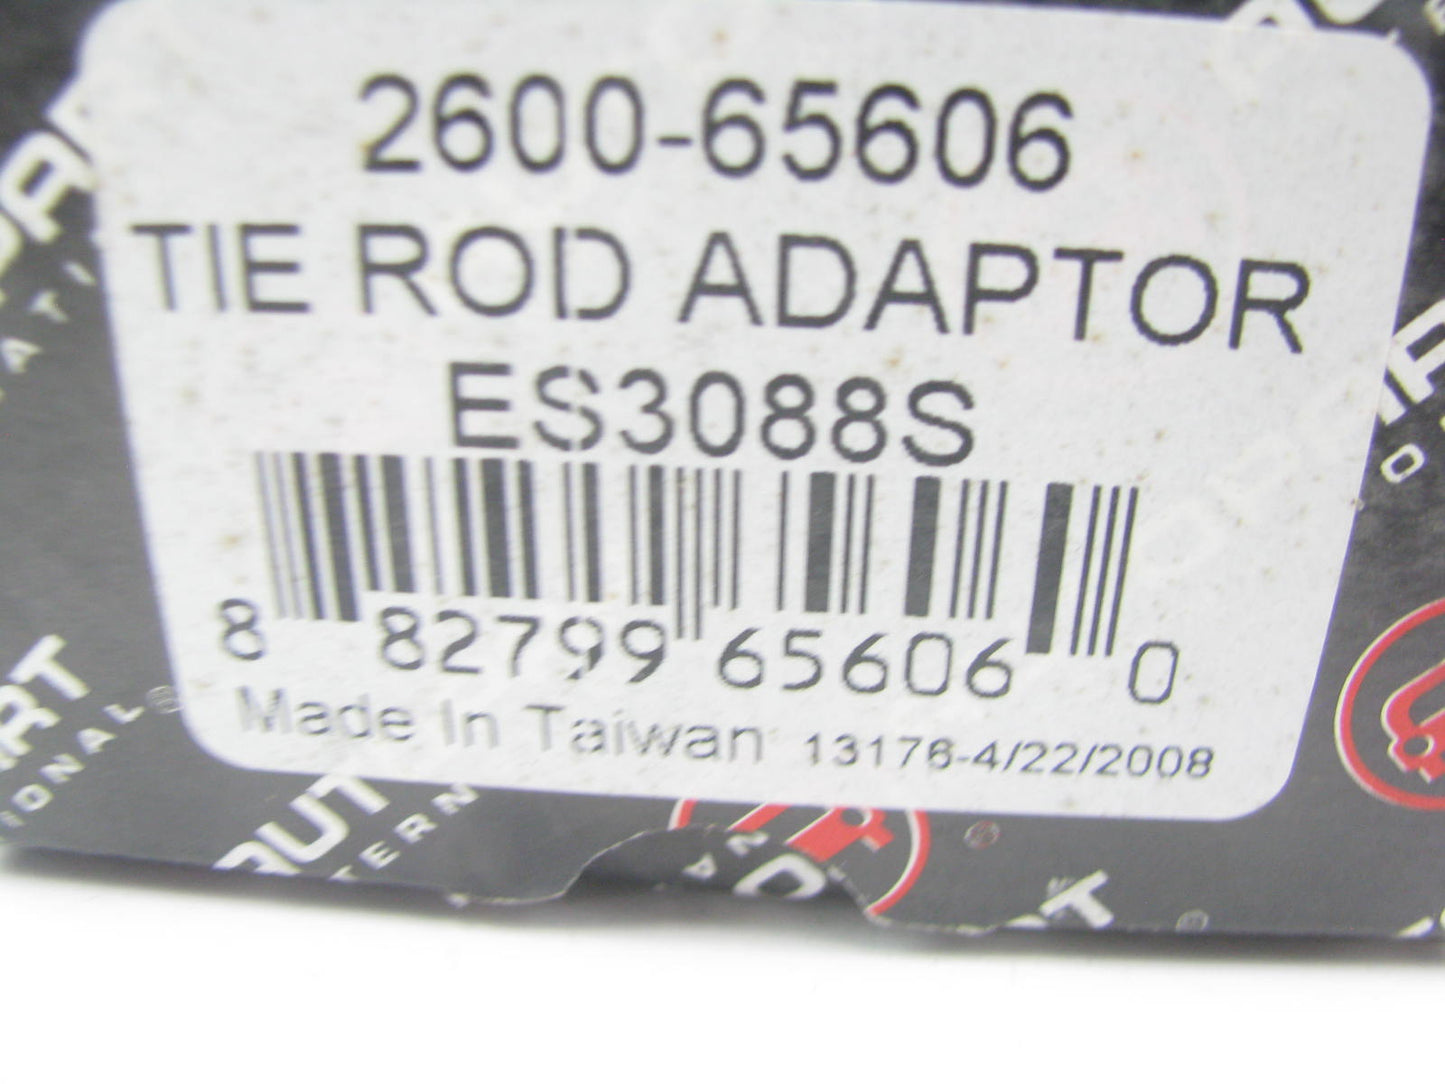 2600-65606
TIE ROD ADAPTOR
ES3088S
8 82799 65606 0
Made In Taiwan 13176-4/22/2008